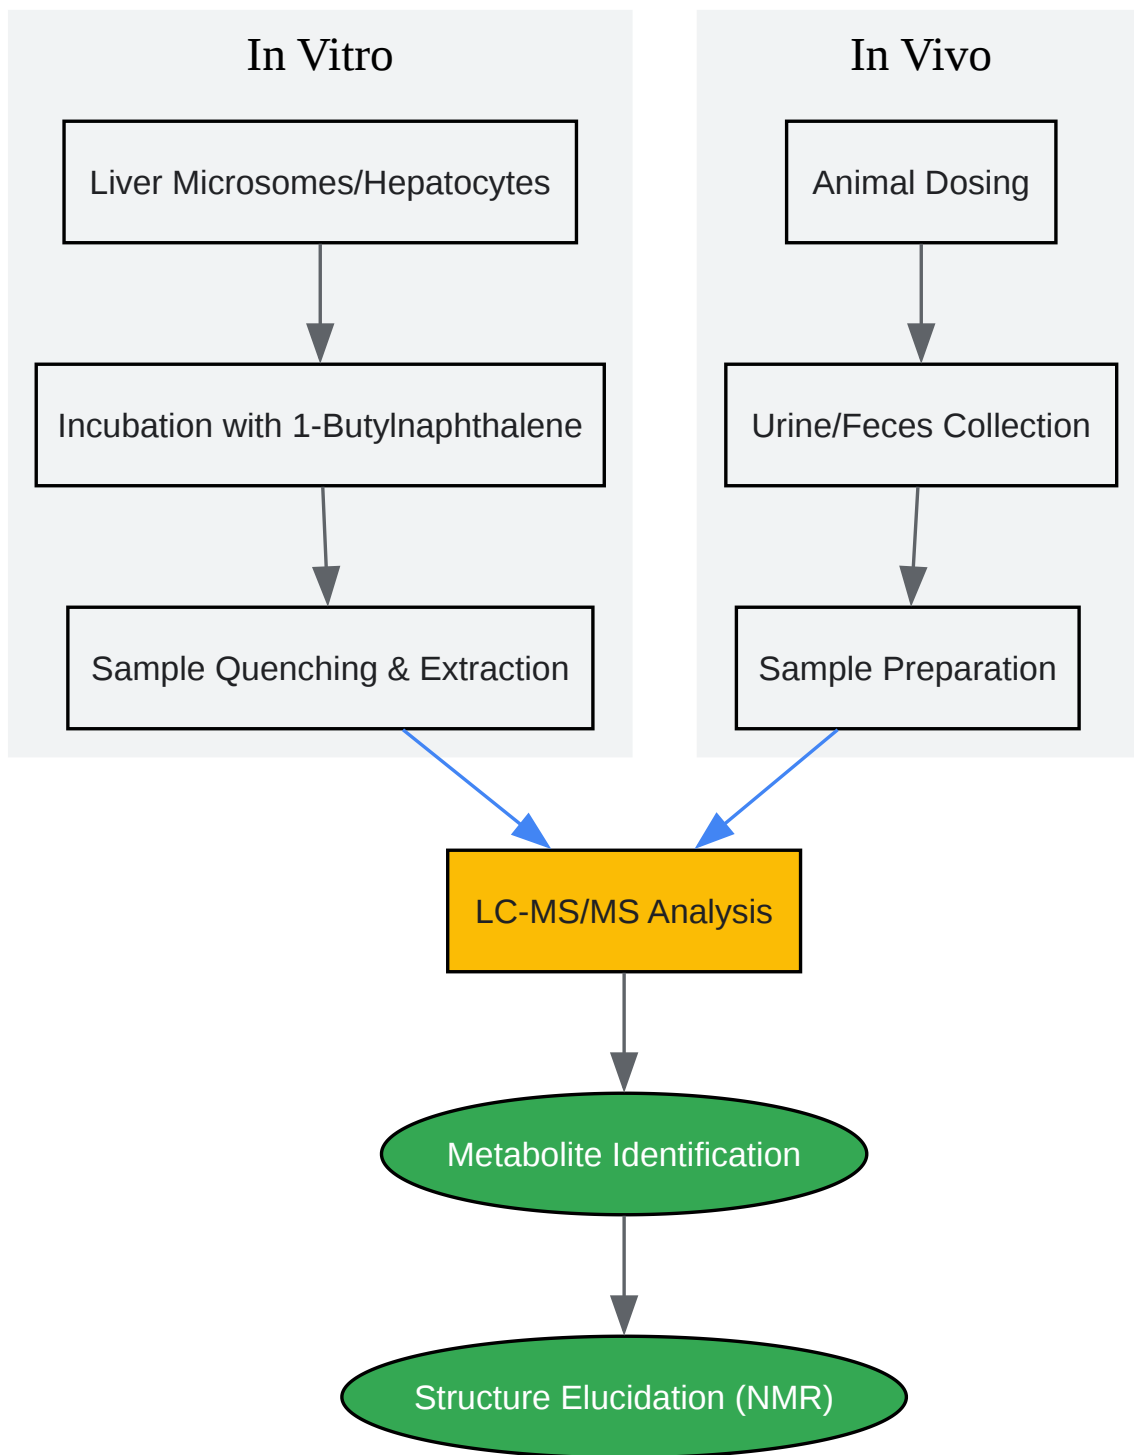 In Vitro
Liver Microsomes/Hepatocytes
Incubation with 1-Butylnaphthalene
Sample Quenching & Extraction
In Vivo
Animal Dosing
Urine/Feces Collection
Sample Preparation
LC-MS/MS Analysis
Metabolite Identification
Structure Elucidation (NMR)